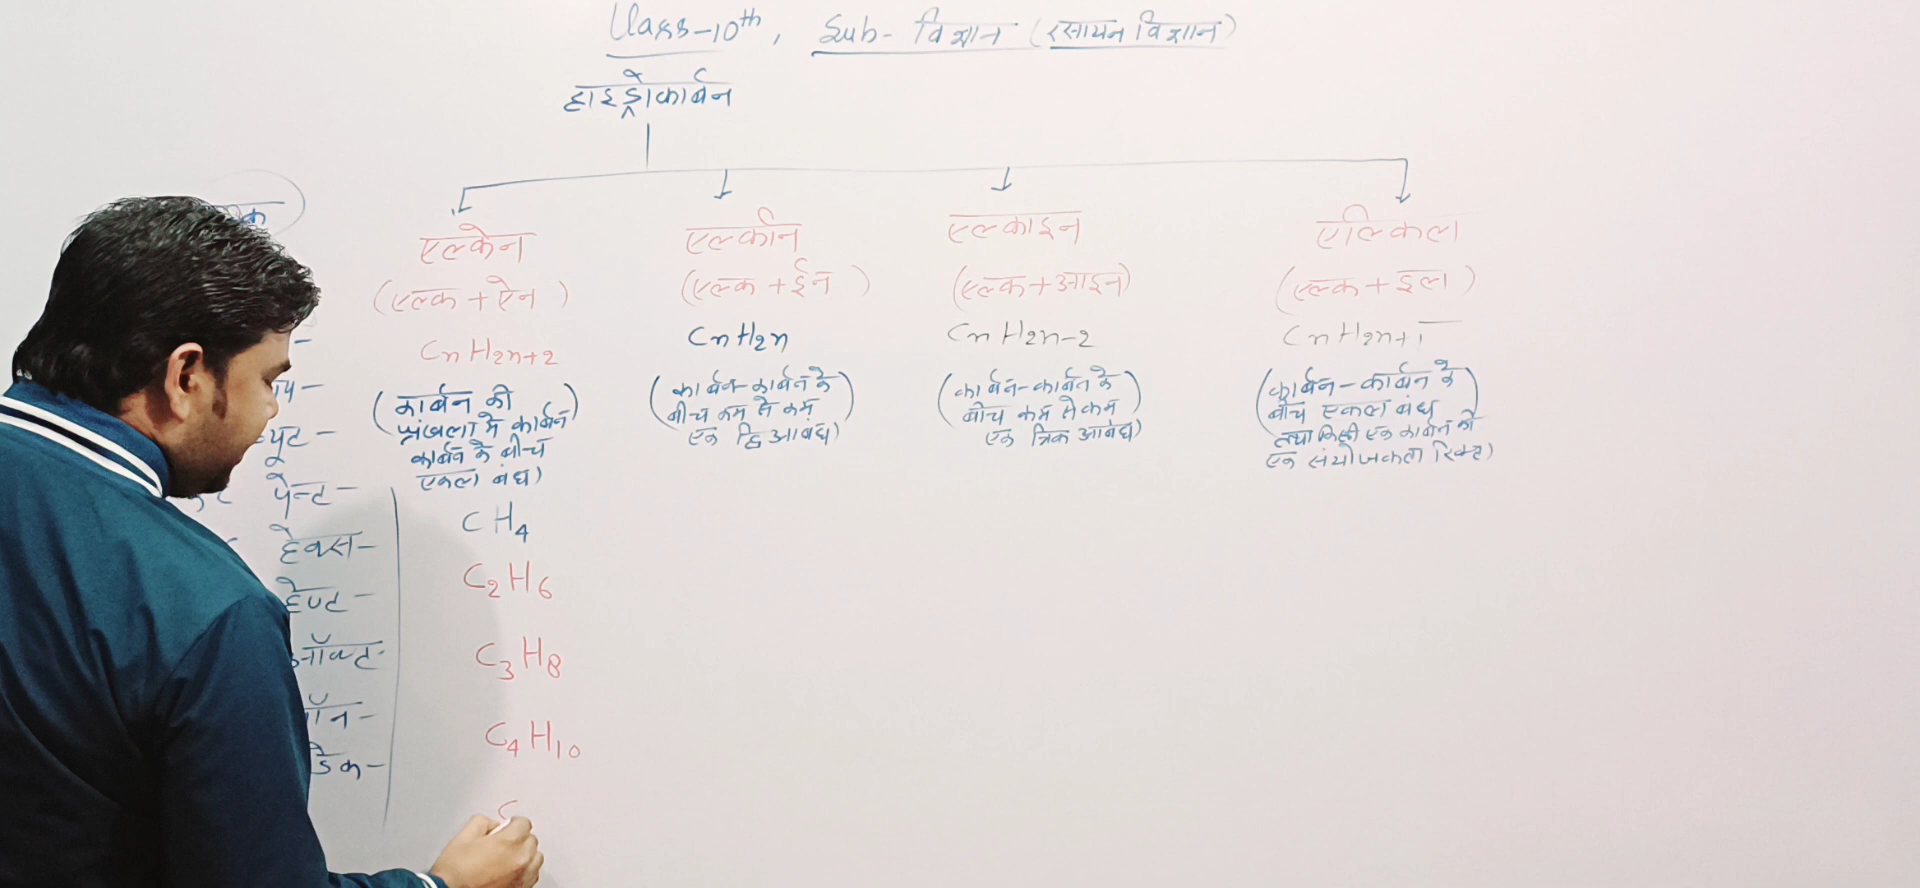 Class-10th, Sub- विज्ञान (रसायन विज्ञान)
हाइड्रोकार्बन
एल्केन
(एल्क + ऐन)
CnH2n+2
(कार्बन की
श्रृंखला में कार्बन
कार्बन के बीच
एकल बंध)
CH4
C2H6
C3H8
C4H10
C
एल्कीन
(एल्क + ईन)
CnH2n
(कार्बन-कार्बन के
बीच कम से कम
एक द्वि आबंध)
एल्काइन
(एल्क+आइन)
CnH2n-2
(कार्बन-कार्बन के
बीच कम से कम
एक त्रिक आबंध)
एल्किल
(एल्क + इल)
CnH2n+1
(कार्बन-कार्बन के
बीच एकल बंध
तथा किसी एक कार्बन की
एक संयोजकता रिक्त)
पेन्ट-
हेक्स-
हेप्ट-
ऑक्ट-